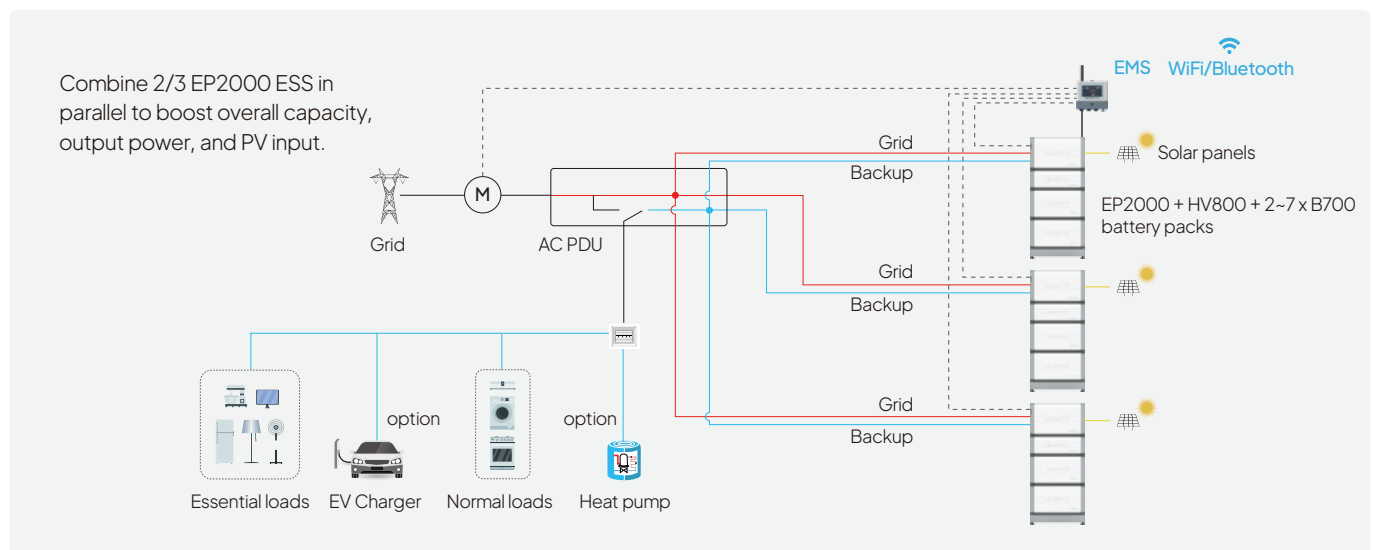 Combine 2/3 EP2000 ESS in
parallel to boost overall capacity,
output power, and PV input.
EMS WiFi/Bluetooth
Grid
Backup
Solar panels
M
EP2000 + HV800 + 2~7 x B700
battery packs
Grid
AC PDU
Grid
Backup
Grid
Backup
option
option
Essential loads
EV Charger
Normal loads
Heat pump